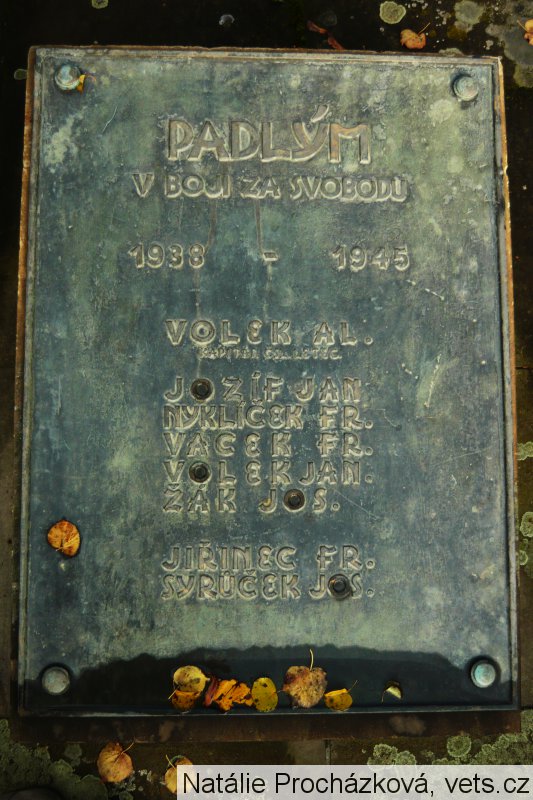 PADLÝM
V BOJI ZA SVOBODU
1938 - 1945
VOLEK AL.
JOZÍF JAN
NYKLÍČEK FR.
VACEK FR.
VOLEK JAN.
ŽÁK JOS.
JIŘINEC FR.
SYRŮČEK JOS.
Natálie Procházková, vets.cz